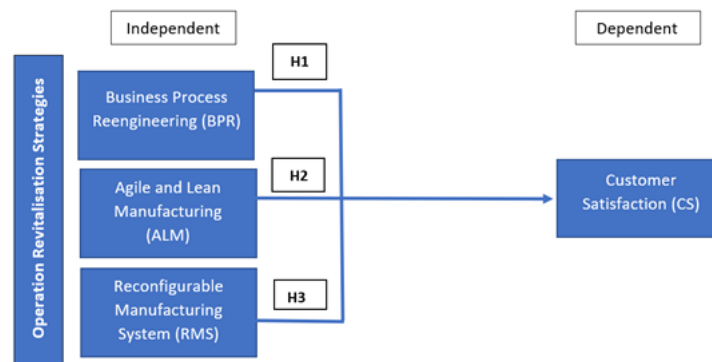 Independent
Dependent
Operation Revitalisation Strategies
H1
Business Process
Reengineering (BPR)
H2
Agile and Lean
Manufacturing
(ALM)
Customer
Satisfaction (CS)
H3
Reconfigurable
Manufacturing
System (RMS)